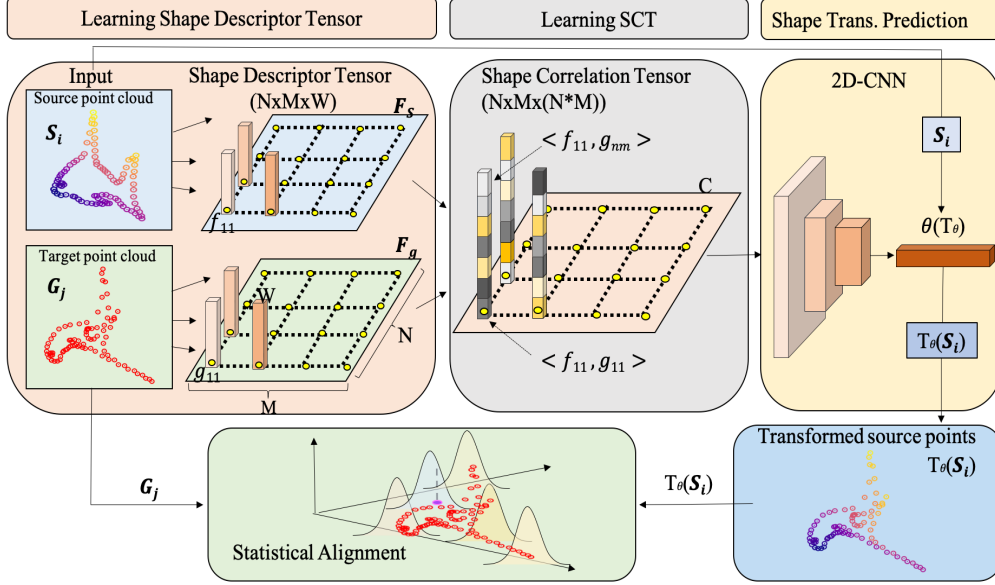 Learning Shape Descriptor Tensor
Learning SCT
Shape Trans. Prediction
Input
Source point cloud
S_i
Shape Descriptor Tensor
(NxMxW)
F_S
f_11
Target point cloud
G_j
F_g
W
g_11
N
M
Shape Correlation Tensor
(NxMx(N*M))
< f_11, g_nm >
C
< f_11, g_11 >
2D-CNN
S_i
θ(T_θ)
T_θ(S_i)
G_j
Statistical Alignment
T_θ(S_i)
Transformed source points
T_θ(S_i)